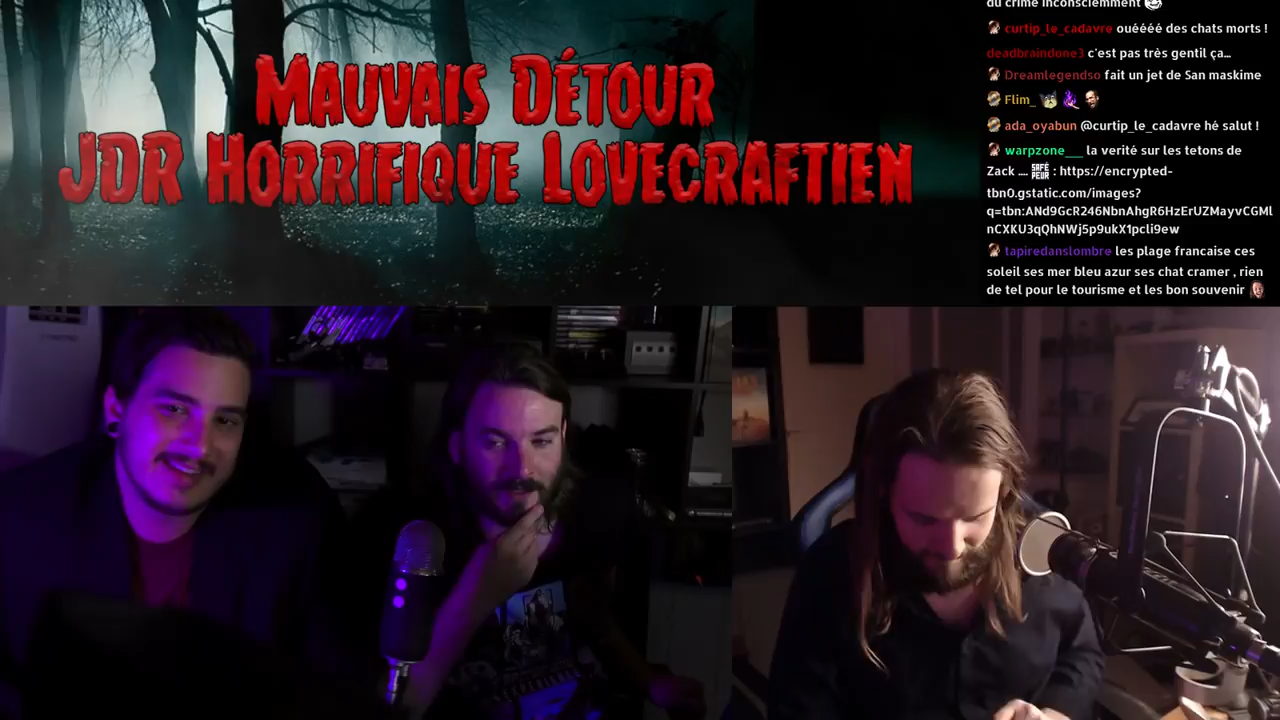 MAUVAIS DÉTOUR
JDR HORRIFIQUE LOVECRAFTIEN
du crime inconsciemment
curtip_le_cadavre ouéééé des chats morts !
deadbraindone3 c'est pas très gentil ça...
Dreamlegendso fait un jet de San maskime
Flim_
ada_oyabun @curtip_le_cadavre hé salut !
warpzone___ la verité sur les tetons de
Zack .... SAFÉ PEUR : https://encrypted-
tbn0.gstatic.com/images?
q=tbn:ANd9GcR246NbnAhgR6HzErUZMayvCGMl
nCXKU3qQhNWj5p9ukX1pcli9ew
tapiredanslombre les plage francaise ces
soleil ses mer bleu azur ses chat cramer , rien
de tel pour le tourisme et les bon souvenir